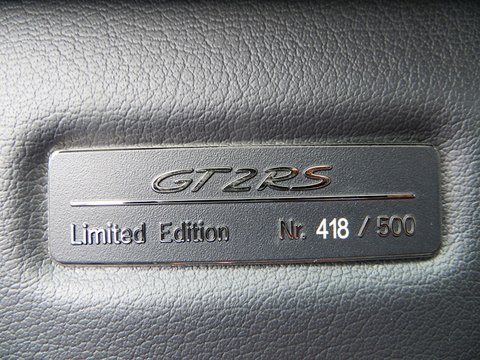 GT2RS
Limited Edition Nr. 418 / 500